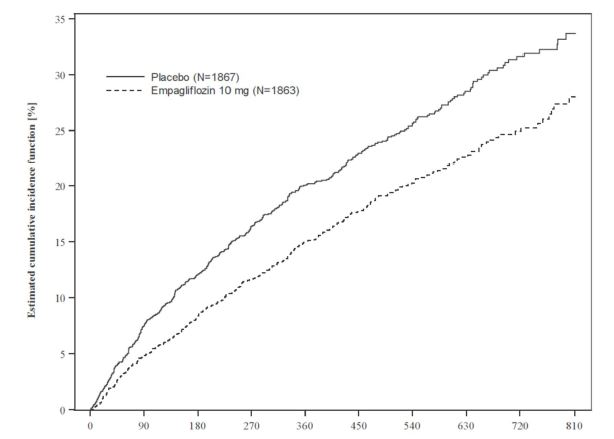 Estimated cumulative incidence function [%]
35
30
25
20
15
10
5
0
Placebo (N=1867)
Empagliflozin 10 mg (N=1863)
0 90 180 270 360 450 540 630 720 810